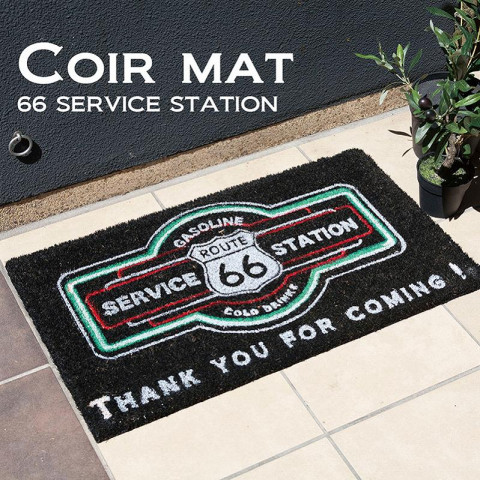 COIR MAT
66 SERVICE STATION
GASOLINE
ROUTE
SERVICE 66 STATION
COLD DRINKS
THANK YOU FOR COMING!